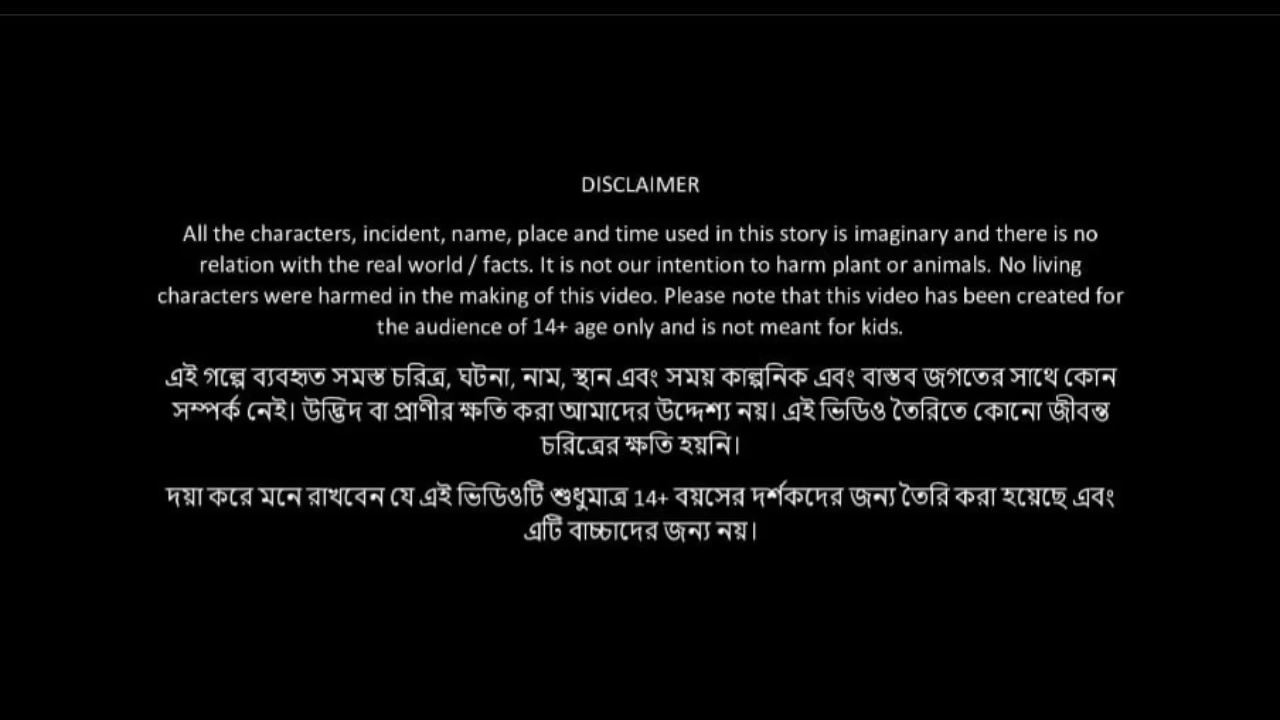 DISCLAIMER
All the characters, incident, name, place and time used in this story is imaginary and there is no
relation with the real world / facts. It is not our intention to harm plant or animals. No living
characters were harmed in the making of this video. Please note that this video has been created for
the audience of 14+ age only and is not meant for kids.
এই গল্পে ব্যবহৃত সমস্ত চরিত্র, ঘটনা, নাম, স্থান এবং সময় কাল্পনিক এবং বাস্তব জগতের সাথে কোন
সম্পর্ক নেই। উদ্ভিদ বা প্রাণীর ক্ষতি করা আমাদের উদ্দেশ্য নয়। এই ভিডিও তৈরিতে কোনো জীবন্ত
চরিত্রের ক্ষতি হয়নি।
দয়া করে মনে রাখবেন যে এই ভিডিওটি শুধুমাত্র 14+ বয়সের দর্শকদের জন্য তৈরি করা হয়েছে এবং
এটি বাচ্চাদের জন্য নয়।